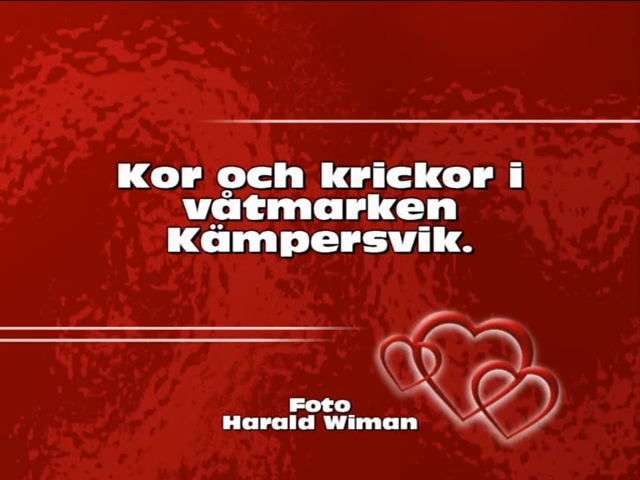 Kor och krickor i
våtmarken
Kämpersvik.
Foto
Harald Wiman